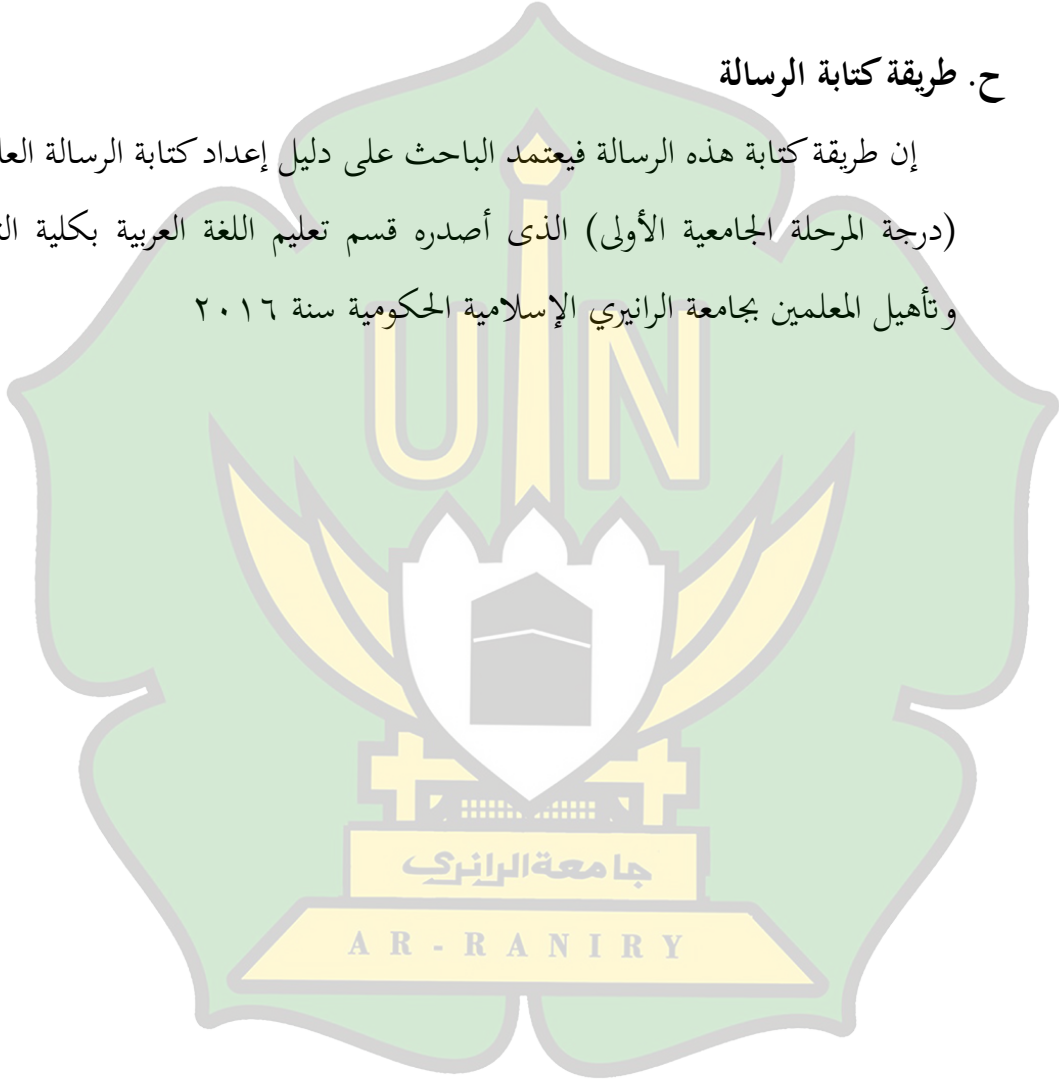 ح. طريقة كتابة الرسالة
إن طريقة كتابة هذه الرسالة فيعتمد الباحث على دليل إعداد كتابة الرسالة
(درجة المرحلة الجامعية الأولى) الذى أصدره قسم تعليم اللغة العربية بكلية
وتأهيل المعلمين بجامعة الرانيري الإسلامية الحكومية سنة ٢٠١٦
UIN
جامعة الرانري
AR-RANIRY